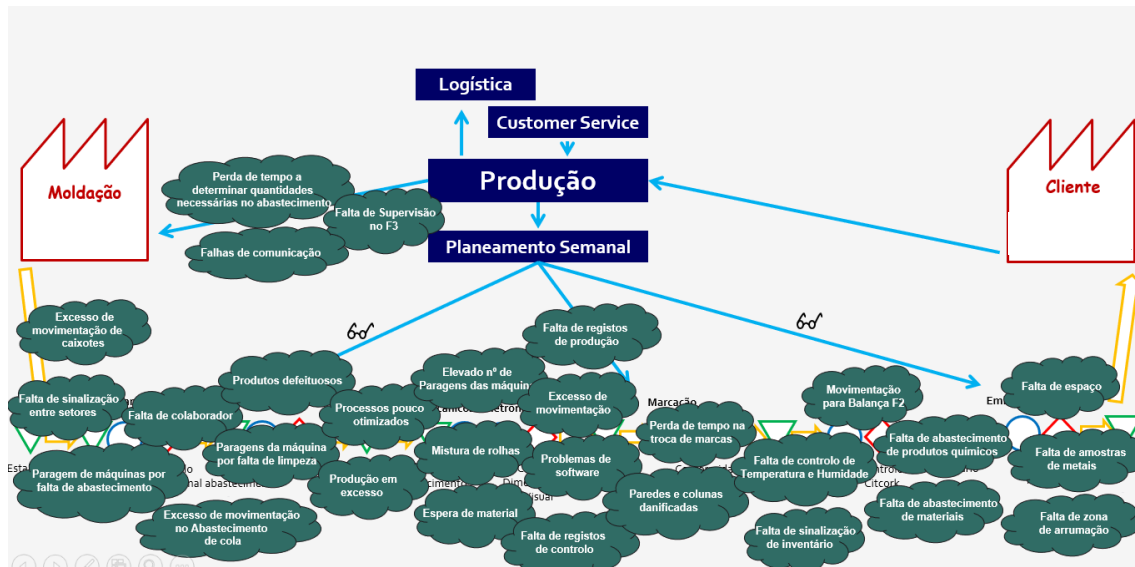 Logística
Customer Service
Produção
Planeamento Semanal
Moldação
Cliente
Perda de tempo a
determinar quantidades
necessárias no abastecimento
Falta de Supervisão
no F3
Falhas de comunicação
Excesso de
movimentação de
caixotes
Falta de registos
de produção
Produtos defeituosos
Elevado nº de
Paragens das máquin
Falta de sinalização
entre setores
Falta de colaborador
Processos pouco
otimizados
Excesso de
movimentação
Marcação
Movimentação
para Balança F2
Em
Falta de espaço
Perda de tempo na
troca de marcas
Paragens da máquina
por falta de limpeza
Mistura de rolhas
Problemas de
software
Falta de controlo de
Temperatura e Humidade
Falta de abastecimento
de produtos químicos
Falta de amostras
de metais
Paragem de máquinas por
falta de abastecimento
Produção em
excesso
Paredes e colunas
danificadas
Citcork
Excesso de movimentação
no Abastecimento
de cola
Espera de material
Falta de registos
de controlo
Falta de sinalização
de inventário
Falta de abastecimento
de materiais
Falta de zona
de arrumação